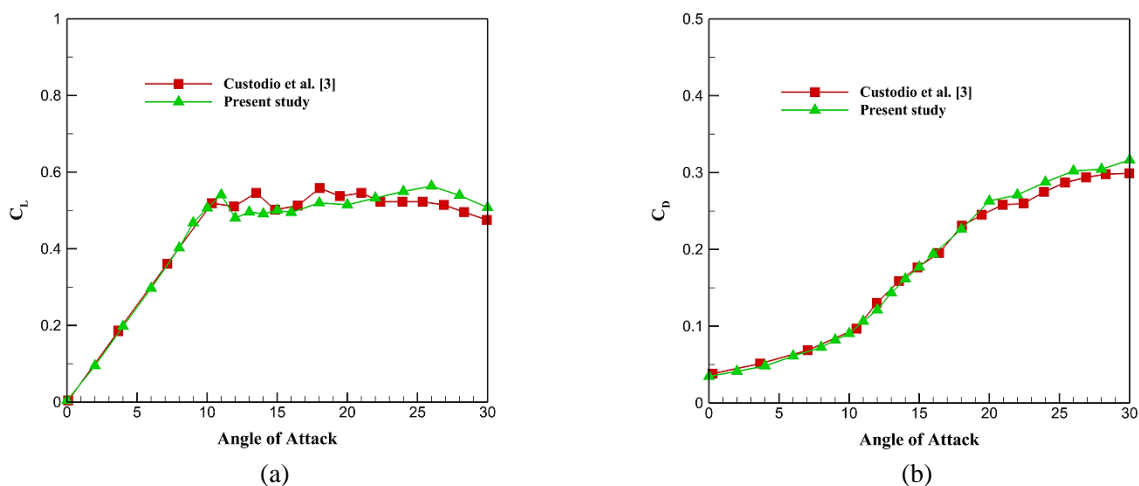 1
0.8
0.6
0.4
0.2
0
C_L
Custodio et al. [3]
Present study
0 5 10 15 20 25 30
Angle of Attack
(a)
0.5
0.4
0.3
0.2
0.1
0
C_D
Custodio et al. [3]
Present study
0 5 10 15 20 25 30
Angle of Attack
(b)